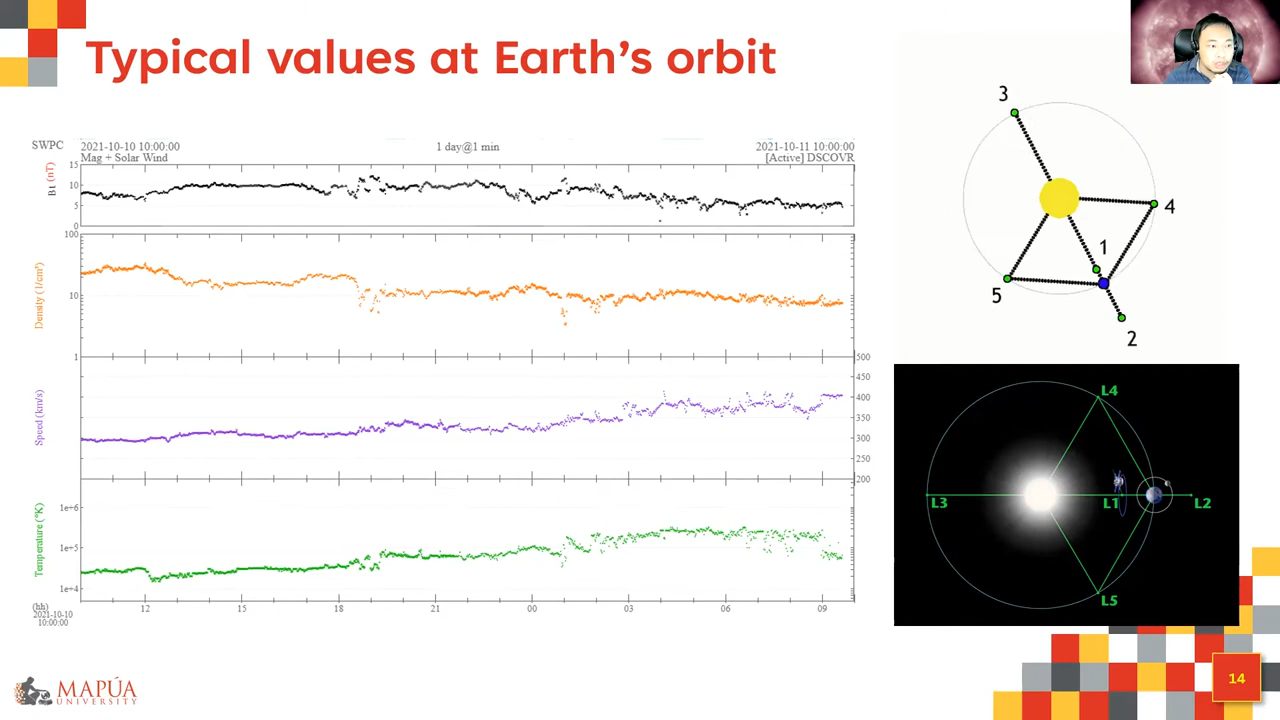 Typical values at Earth's orbit
SWPC
2021-10-10 10:00:00
1 day@1 min
2021-10-11 10:00:00
Mag + Solar Wind
[Active] DSCOVR
Bt (nT)
15
10
5
0
Density (1/cm³)
100
10
1
Speed (km/s)
500
450
400
350
300
250
200
Temperature (°K)
1e+6
1e+5
1e+4
(hh)
2021-10-10
10:00:00
12
15
18
21
00
03
06
09
3
4
1
5
2
L4
L3
L1
L2
L5
MAPÚA
UNIVERSITY
14